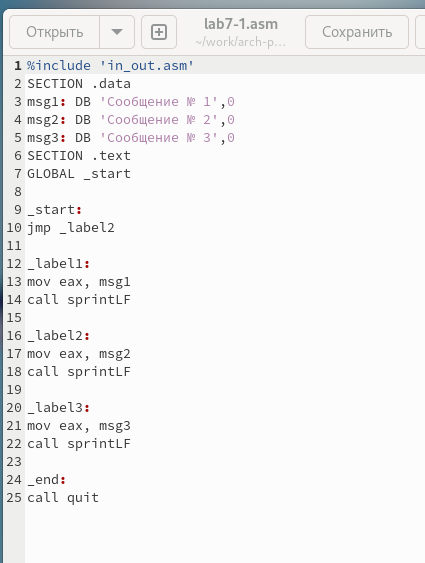 Открыть
lab7-1.asm
~/work/arch-p...
Сохранить
1 %include 'in_out.asm'
2 SECTION .data
3 msg1: DB 'Сообщение № 1',0
4 msg2: DB 'Сообщение № 2',0
5 msg3: DB 'Сообщение № 3',0
6 SECTION .text
7 GLOBAL _start
8
9 _start:
10 jmp _label2
11
12 _label1:
13 mov eax, msg1
14 call sprintLF
15
16 _label2:
17 mov eax, msg2
18 call sprintLF
19
20 _label3:
21 mov eax, msg3
22 call sprintLF
23
24 _end:
25 call quit